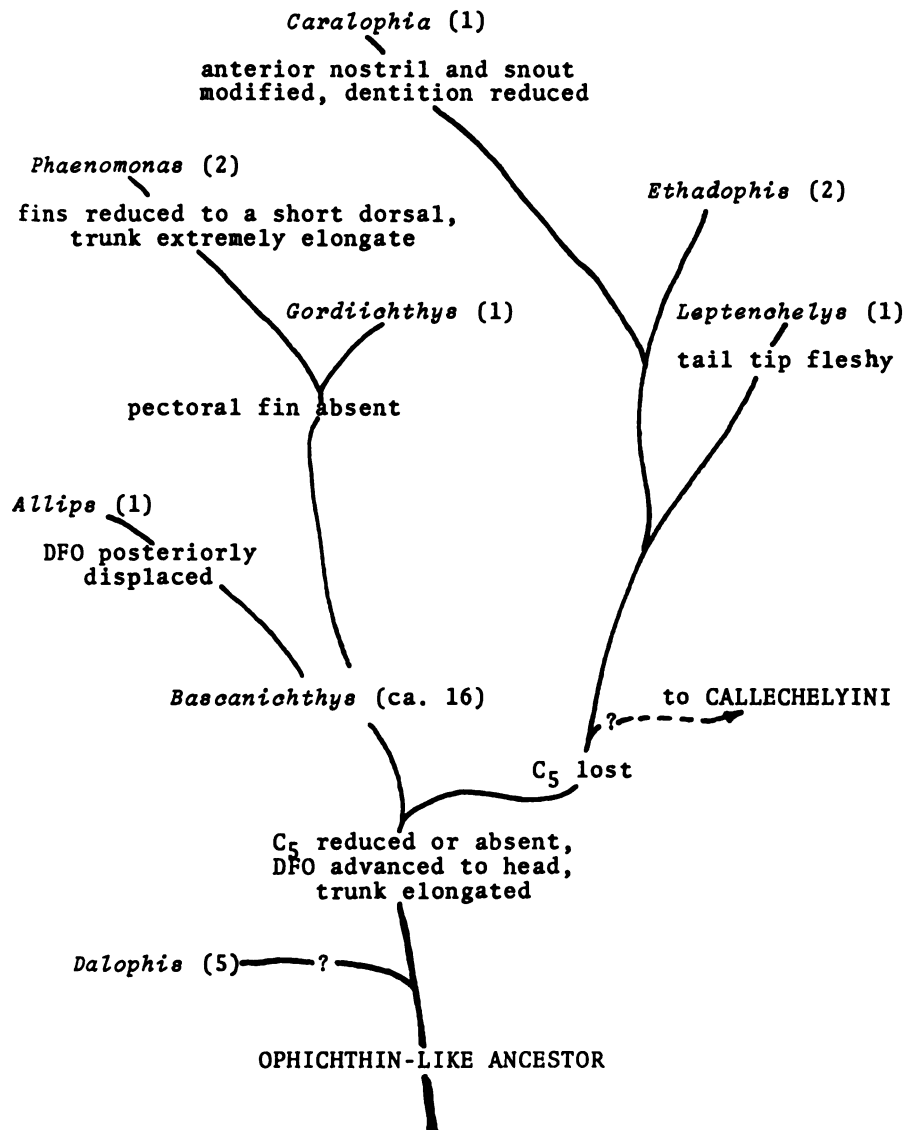 Caralophia (1)
anterior nostril and snout
modified, dentition reduced
Phaenomonas (2)
fins reduced to a short dorsal,
trunk extremely elongate
Ethadophis (2)
Gordiichthys (1)
Leptenchelys (1)
tail tip fleshy
pectoral fin absent
Allips (1)
DFO posteriorly
displaced
Bascanichthys (ca. 16)
to CALLECHELYINI
?
C5 lost
C5 reduced or absent,
DFO advanced to head,
trunk elongated
Dalophis (5) ?
OPHICHTHIN-LIKE ANCESTOR